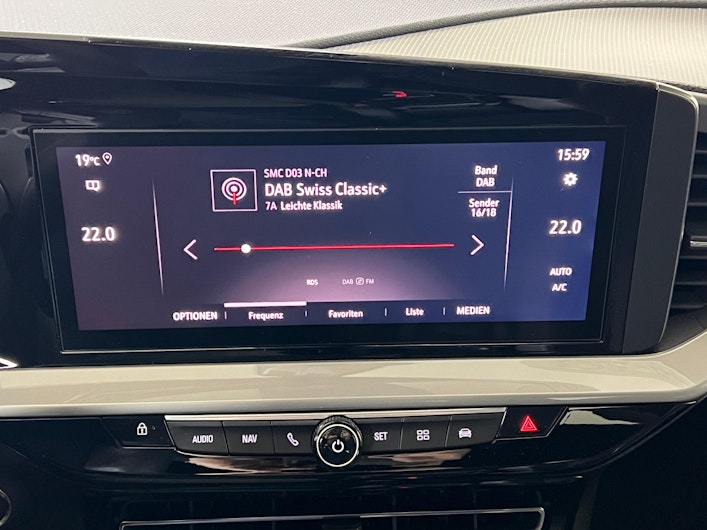 19°C
15:59
SMC D03 N-CH
DAB Swiss Classic+
7A Leichte Klassik
Band
DAB
Sender
16/18
22.0
22.0
RDS
DAB FM
AUTO
A/C
OPTIONEN
Frequenz
Favoriten
Liste
MEDIEN
AUDIO
NAV
SET